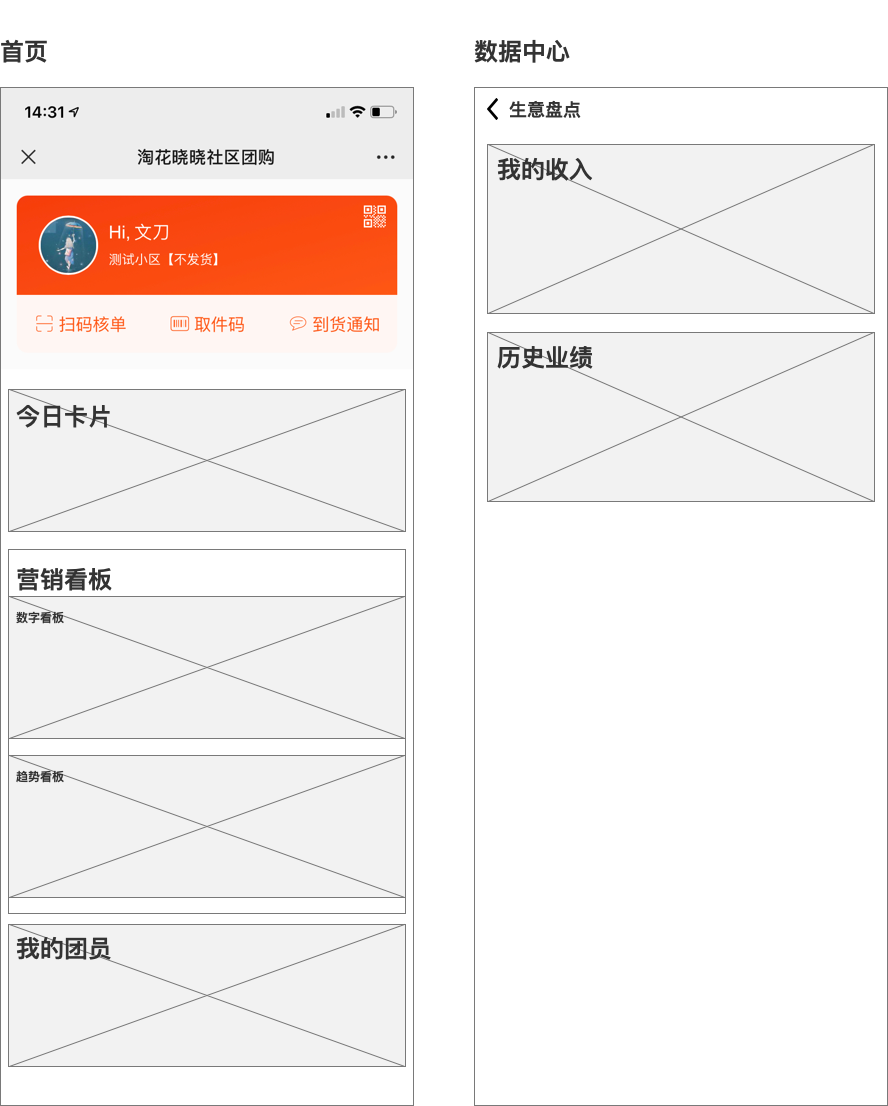 首页
14:31
淘花晓晓社区团购
Hi, 文刀
测试小区【不发货】
扫码核单
取件码
到货通知
今日卡片
营销看板
数字看板
趋势看板
我的团员
数据中心
生意盘点
我的收入
历史业绩